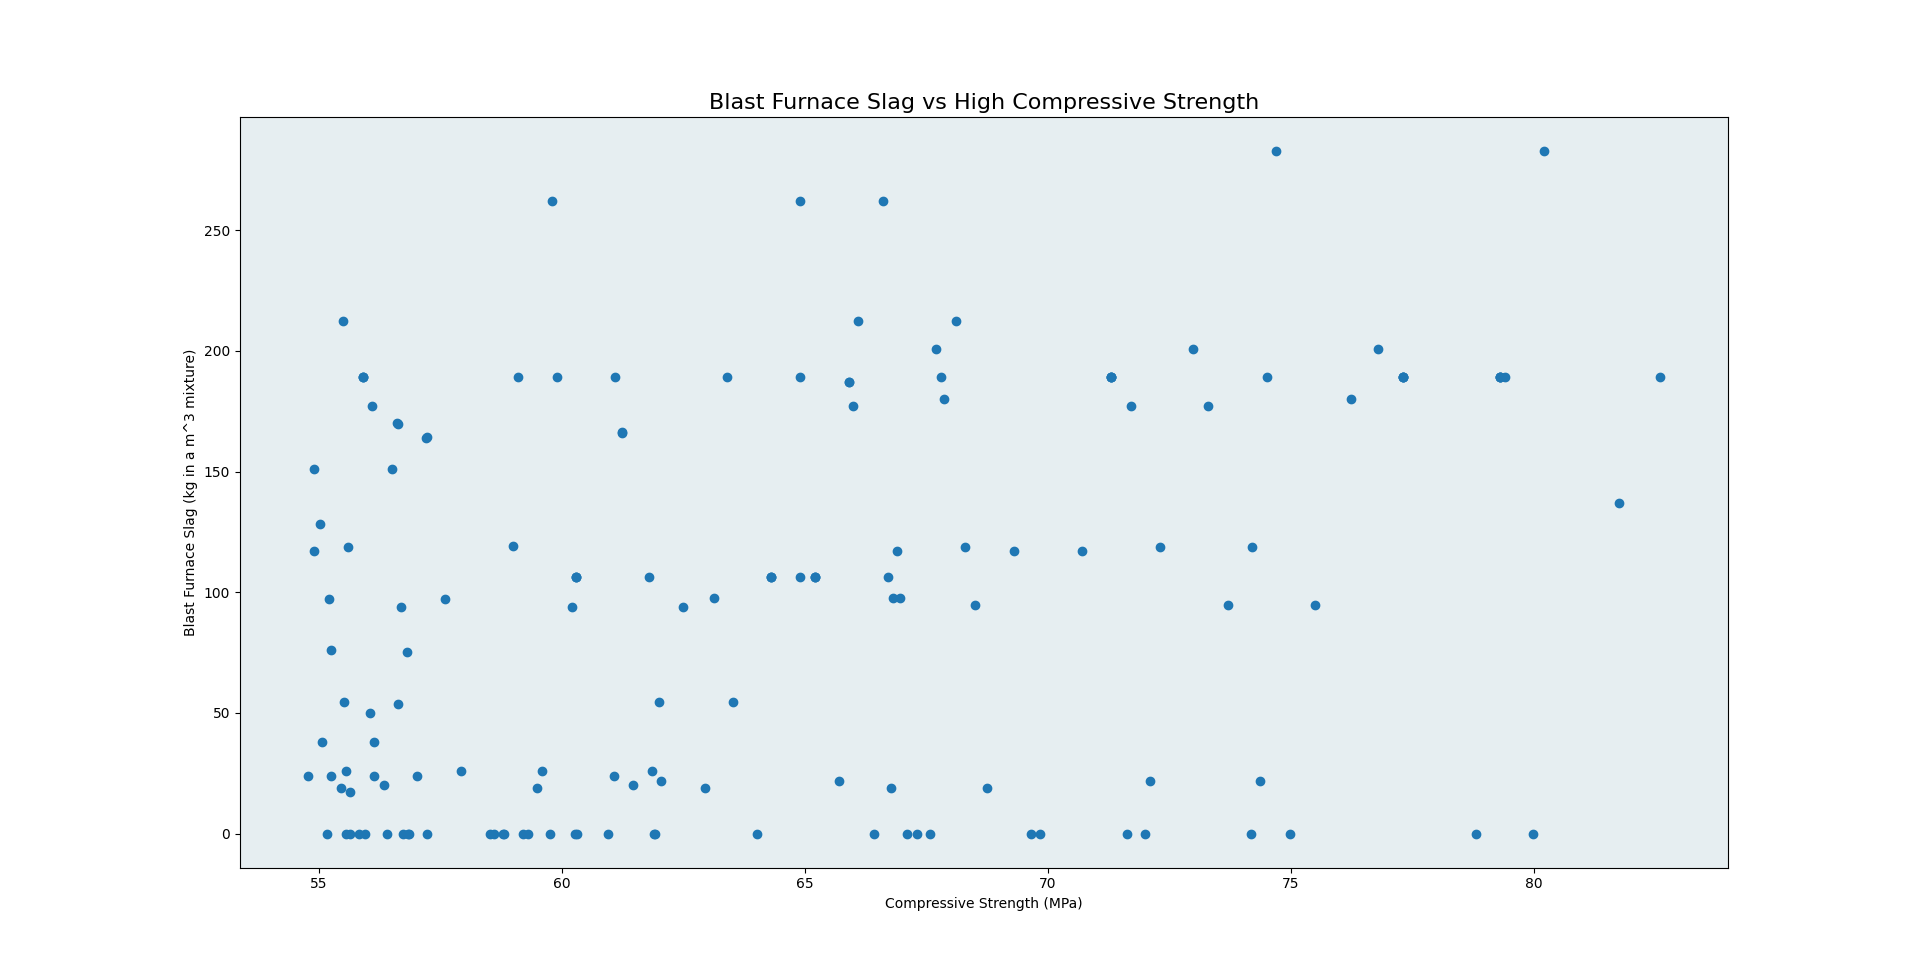 Blast Furnace Slag vs High Compressive Strength
Blast Furnace Slag (kg in a m^3 mixture)
250
200
150
100
50
0
55 60 65 70 75 80
Compressive Strength (MPa)